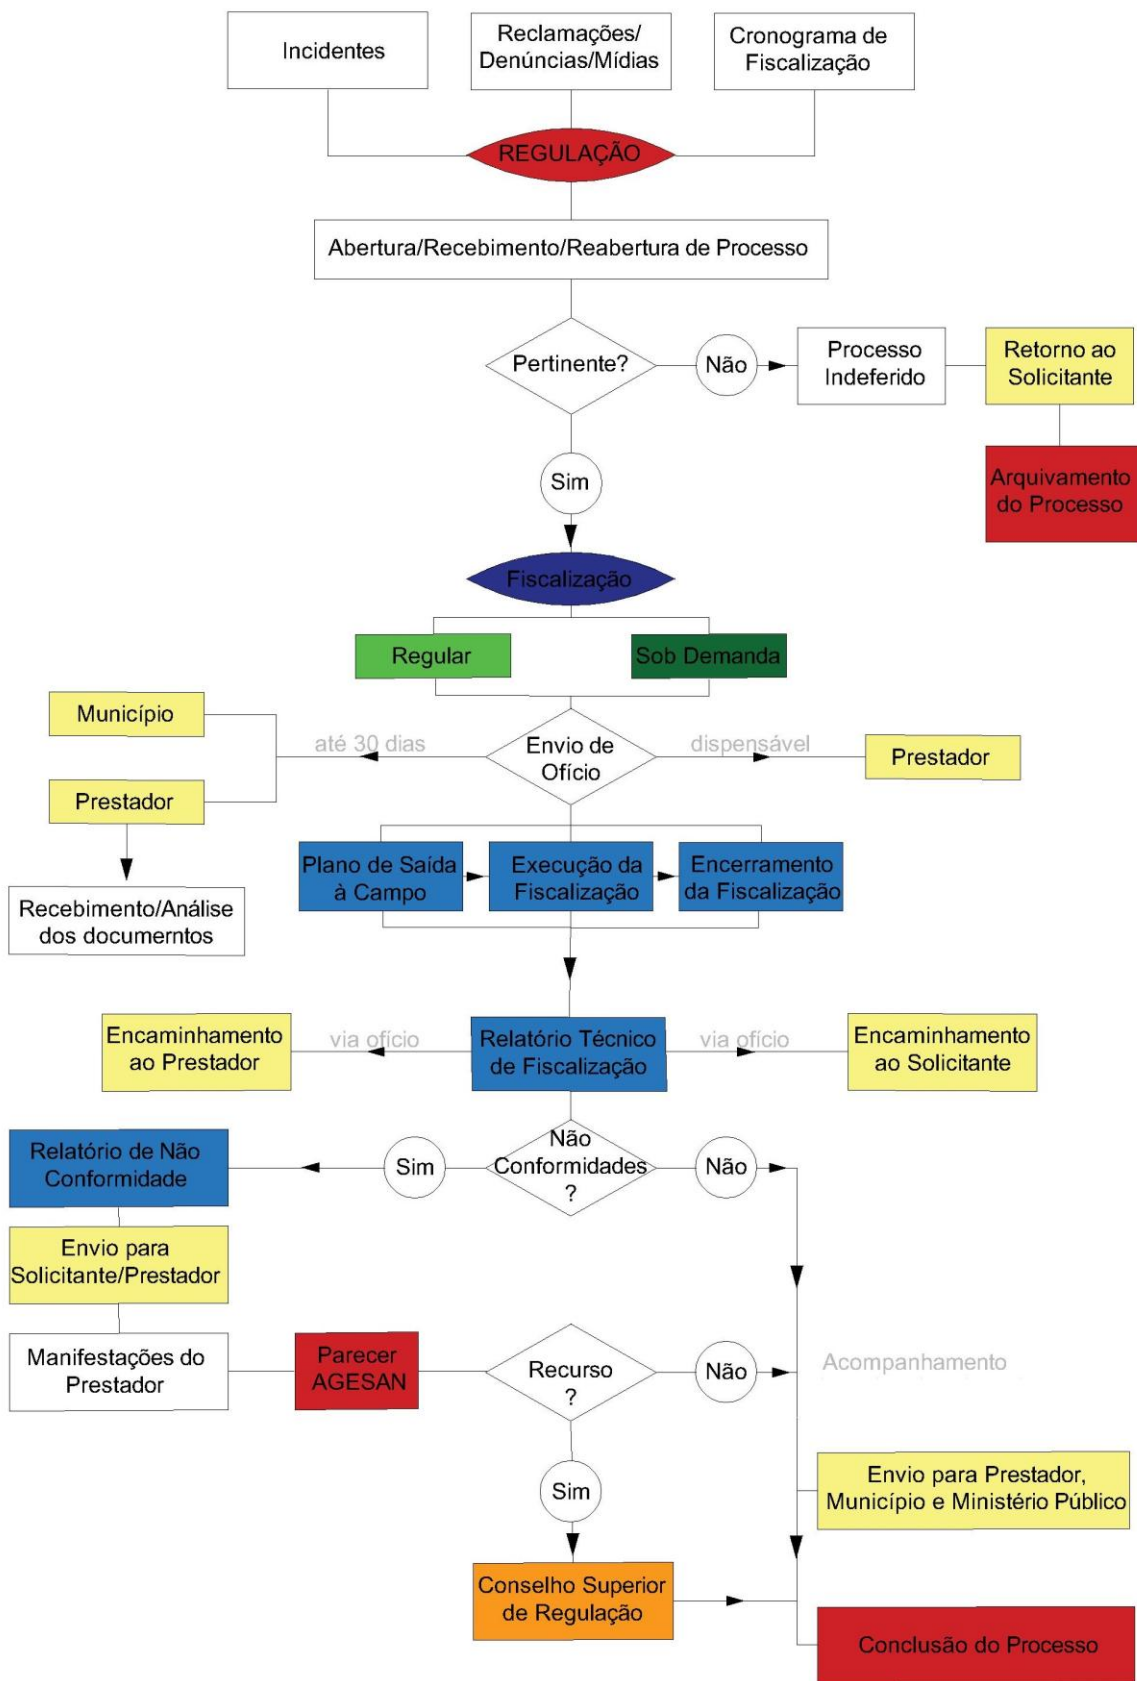 Incidentes
Reclamações/
Denúncias/Mídias
Cronograma de
Fiscalização
REGULAÇÃO
Abertura/Recebimento/Reabertura de Processo
Pertinente?
Não
Processo
Indeferido
Retorno ao
Solicitante
Sim
Arquivamento
do Processo
Fiscalização
Regular
Sob Demanda
Município
até 30 dias
Envio de
Ofício
dispensável
Prestador
Prestador
Plano de Saída
à Campo
Execução da
Fiscalização
Encerramento
da Fiscalização
Recebimento/Análise
dos documerntos
Encaminhamento
ao Prestador
via ofício
Relatório Técnico
de Fiscalização
via ofício
Encaminhamento
ao Solicitante
Relatório de Não
Conformidade
Sim
Não
Conformidades
?
Não
Envio para
Solicitante/Prestador
Manifestações do
Prestador
Parecer
AGESAN
Recurso
?
Não
Acompanhamento
Sim
Envio para Prestador,
Município e Ministério Público
Conselho Superior
de Regulação
Conclusão do Processo